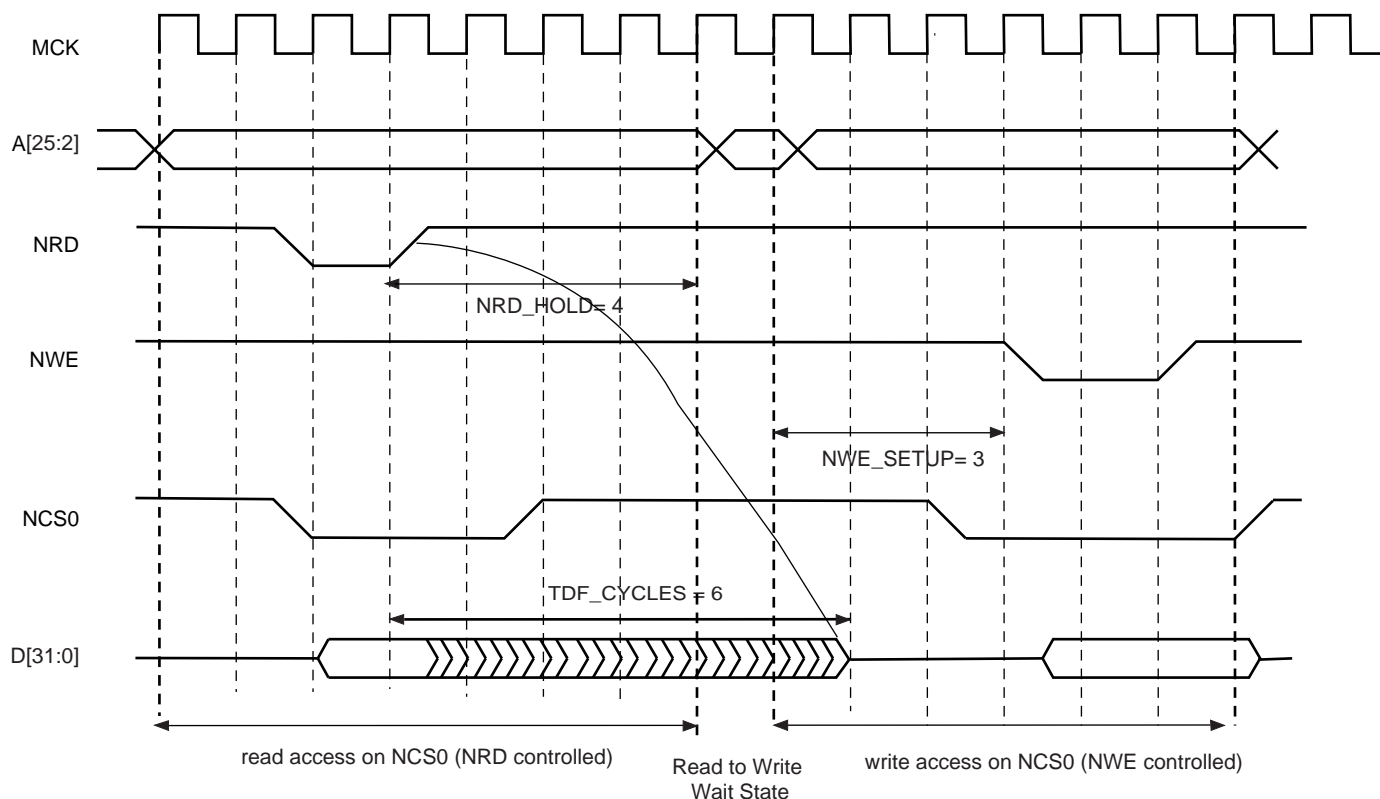 MCK
A[25:2]
NRD
NRD_HOLD= 4
NWE
NWE_SETUP= 3
NCS0
TDF_CYCLES = 6
D[31:0]
read access on NCS0 (NRD controlled)
Read to Write
Wait State
write access on NCS0 (NWE controlled)